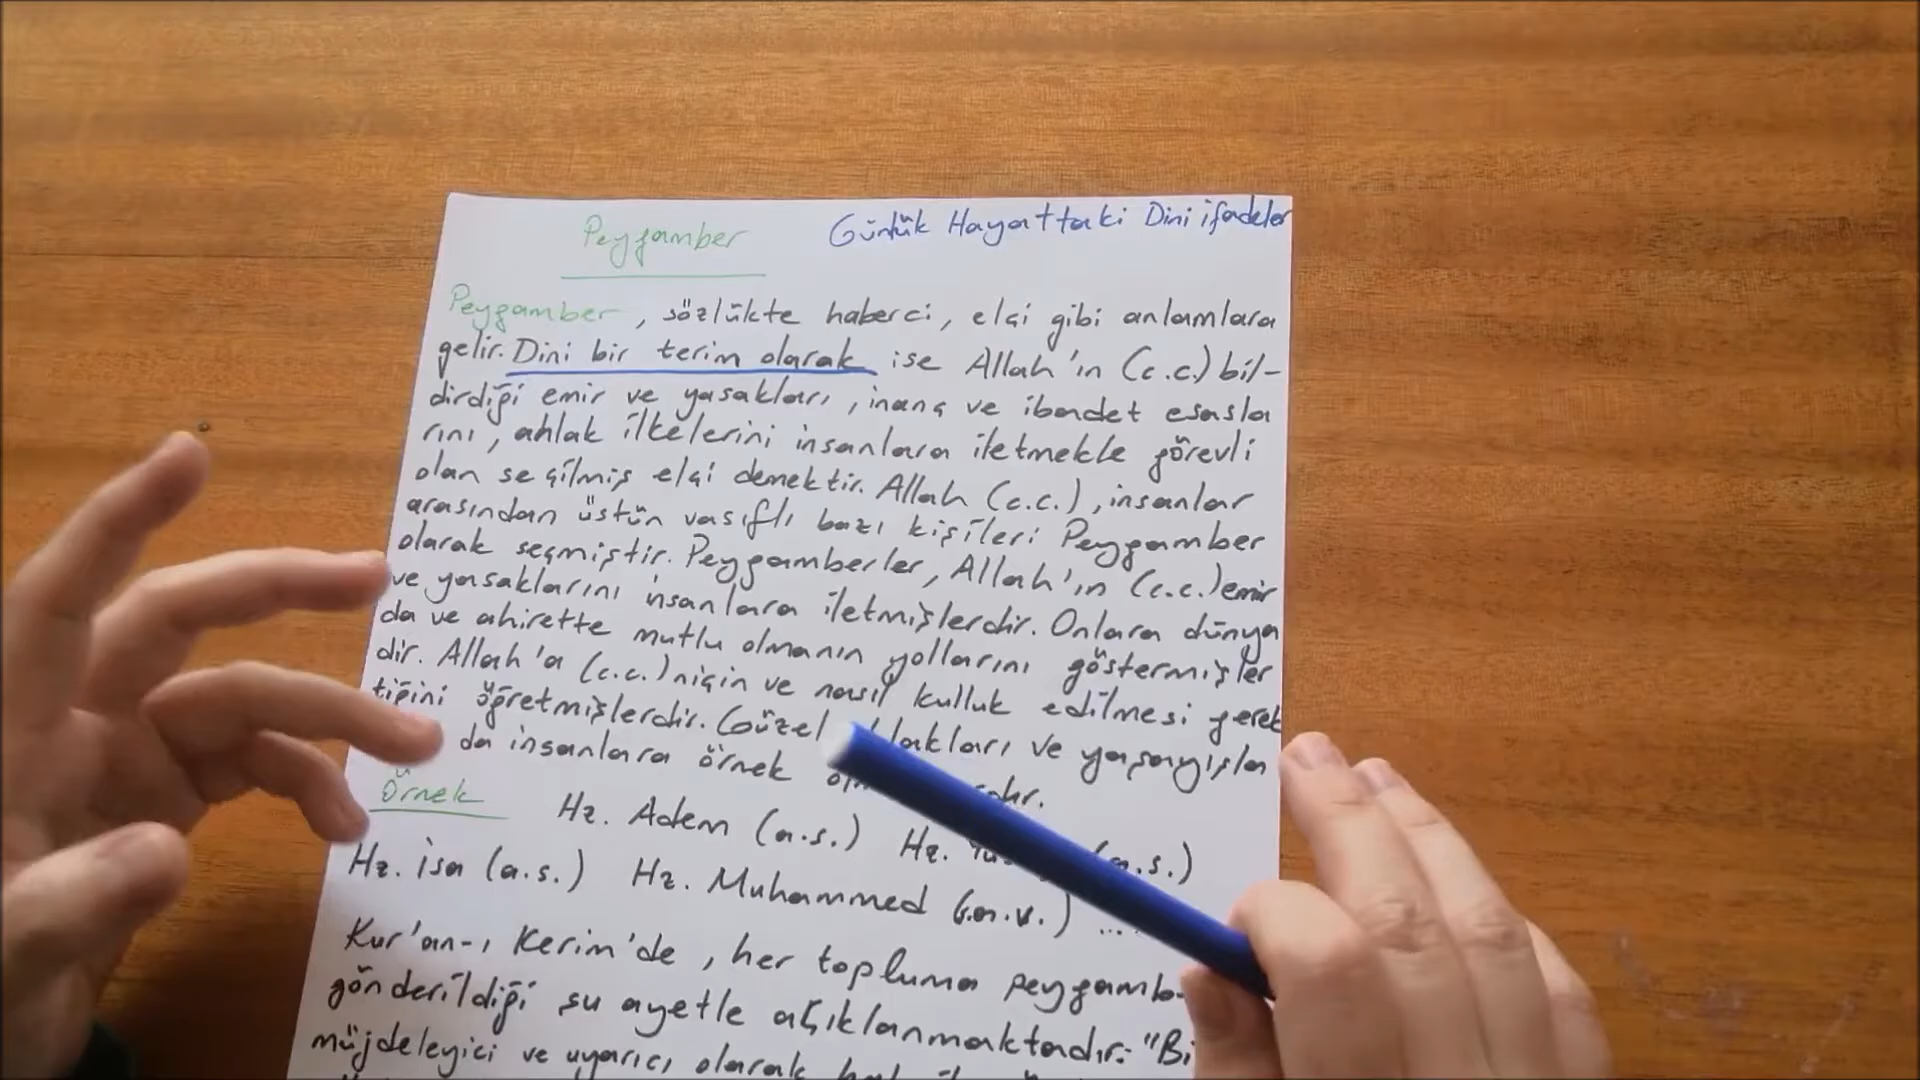 Peygamber
Günlük Hayattaki Dini ifadeler
Peygamber, sözlükte haberci, elçi gibi anlamlara
gelir. Dini bir terim olarak ise Allah'ın (c.c.) bil-
dirdiği emir ve yasakları, inanç ve ibadet esasla
rını, ahlak ilkelerini insanlara iletmekle görevli
olan seçilmiş elçi demektir. Allah (c.c.), insanlar
arasından üstün vasıflı bazı kişileri Peygamber
olarak seçmiştir. Peygamberler, Allah'ın (c.c.) emir
ve yasaklarını insanlara iletmişlerdir. Onlara dünya
da ve ahirette mutlu olmanın yollarını göstermişler
dir. Allah'a (c.c.) niçin ve nasıl kulluk edilmesi gerek
tiğini öğretmişlerdir. Güzel ve yaşayışla
da insanlara örnek
Örnek
Hz. Adem (a.s.) Hz. (a.s.)
Hz. İsa (a.s.) Hz. Muhammed (s.a.v.) ....
Kur'an-ı Kerim'de, her topluma
gönderildiği şu ayetle açıklanmaktadır: "Bi
müjdeleyici ve uyarıcı olarak